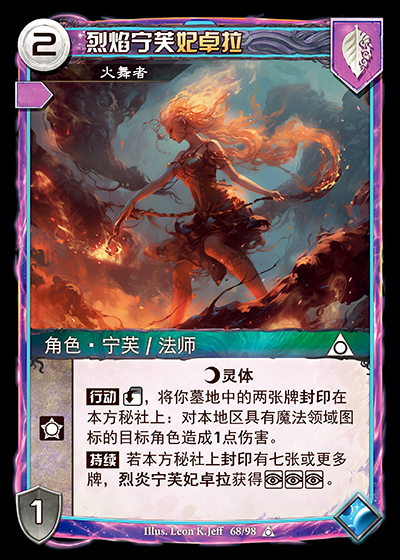 2
烈焰宁芙妃卓拉
火舞者
角色·宁芙/法师
灵体
行动 ，将你墓地中的两张牌封印在
本方秘社上：对本地区具有魔法领域图
标的目标角色造成1点伤害。
持续 若本方秘社上封印有七张或更多
牌，烈炎宁芙妃卓拉获得。
1
Illus. Leon K.Jeff 68/98